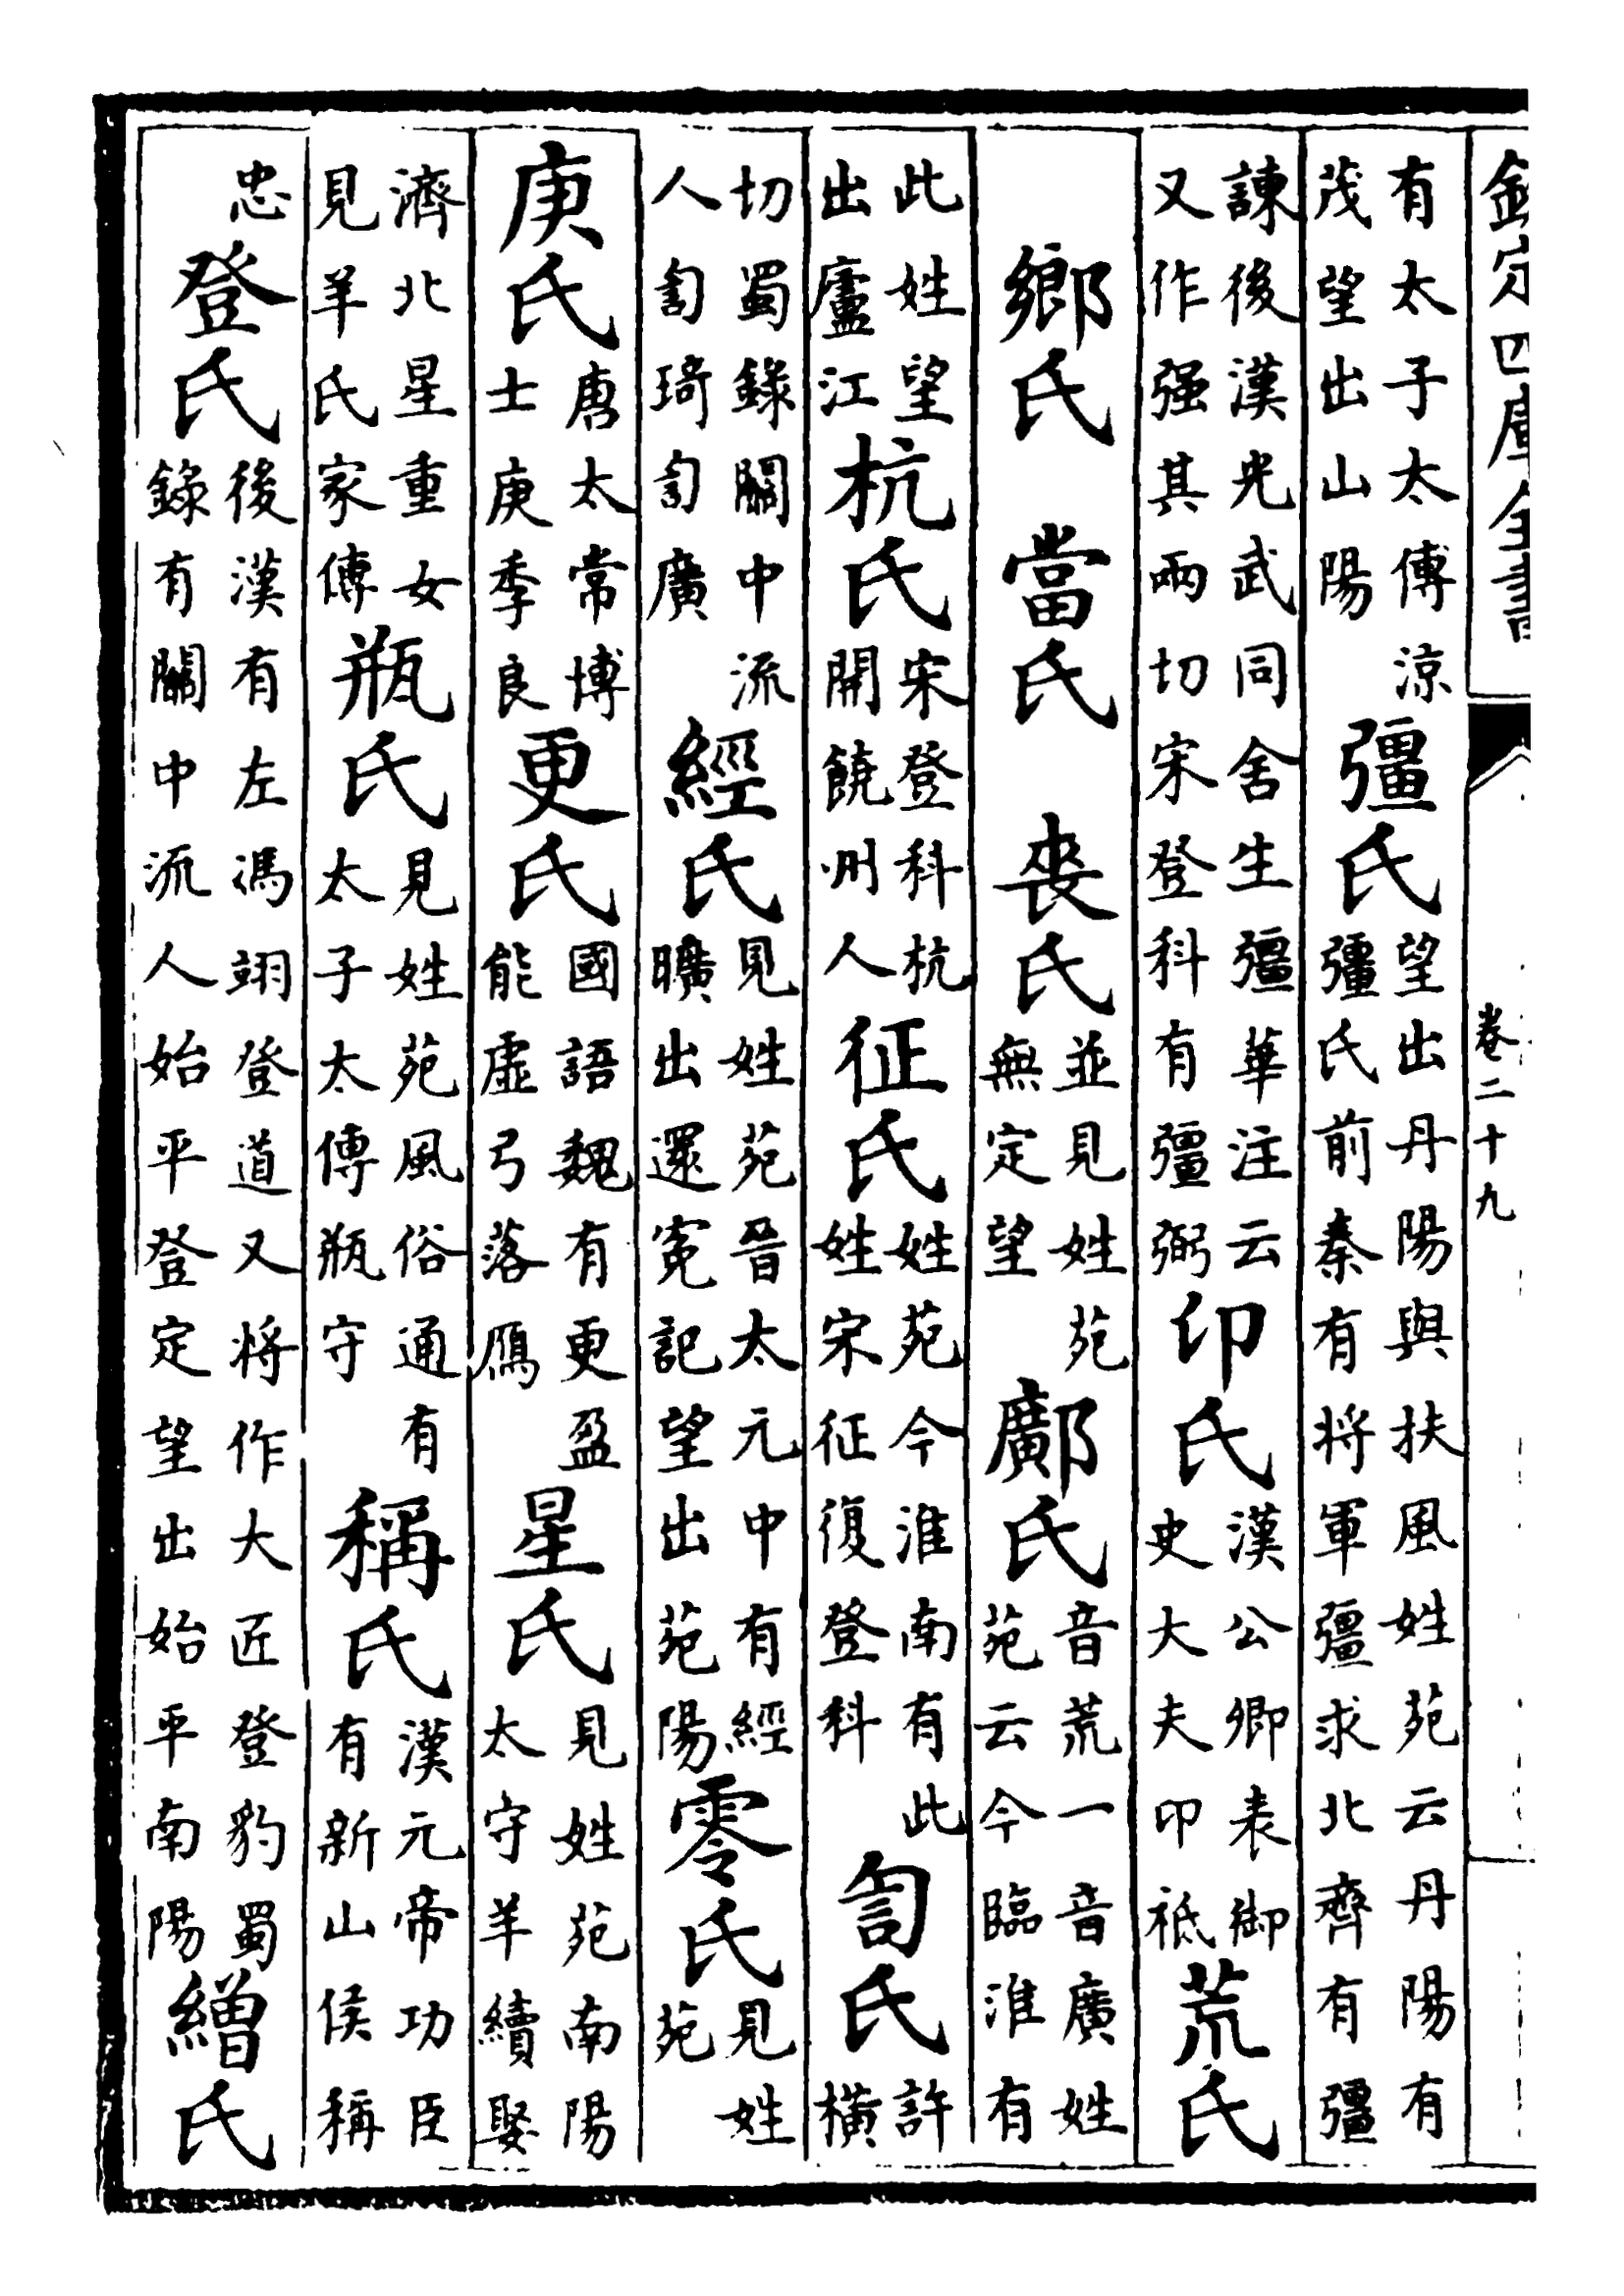 欽定四庫全書
卷二十九
有太子太傅涼茂望出山陽彊氏望出丹陽與扶風姓苑云丹陽有彊氏前秦有将軍彊求北齊有彊
諫後漢光武同舍生彊華注云又作强其兩切宋登科有彊弼印氏漢公卿表御史大夫印祗荒氏
鄉氏當氏喪氏並見姓苑無定望鄺氏音荒一音廣姓苑云今臨淮有
此姓望出廬江杭氏宋登科杭開饒州人征氏姓苑今淮南有此姓宋征復登科訇氏許横
切蜀錄關中流人訇琦訇廣經氏見姓苑晉太元中有經曠出還寃記望出苑陽零氏見姓苑
庚氏唐太常博士庚季良更氏國語魏有更盈能虚弓落鴈星氏見姓苑南陽太守羊續娶
濟北星重女見羊氏家傳瓶氏見姓苑風俗通有太子太傅瓶守稱氏漢元帝功臣有新山侯稱
忠登氏後漢有左馮翊登道又将作大匠登豹蜀錄有關中流人始平登定望出始平南陽繒氏